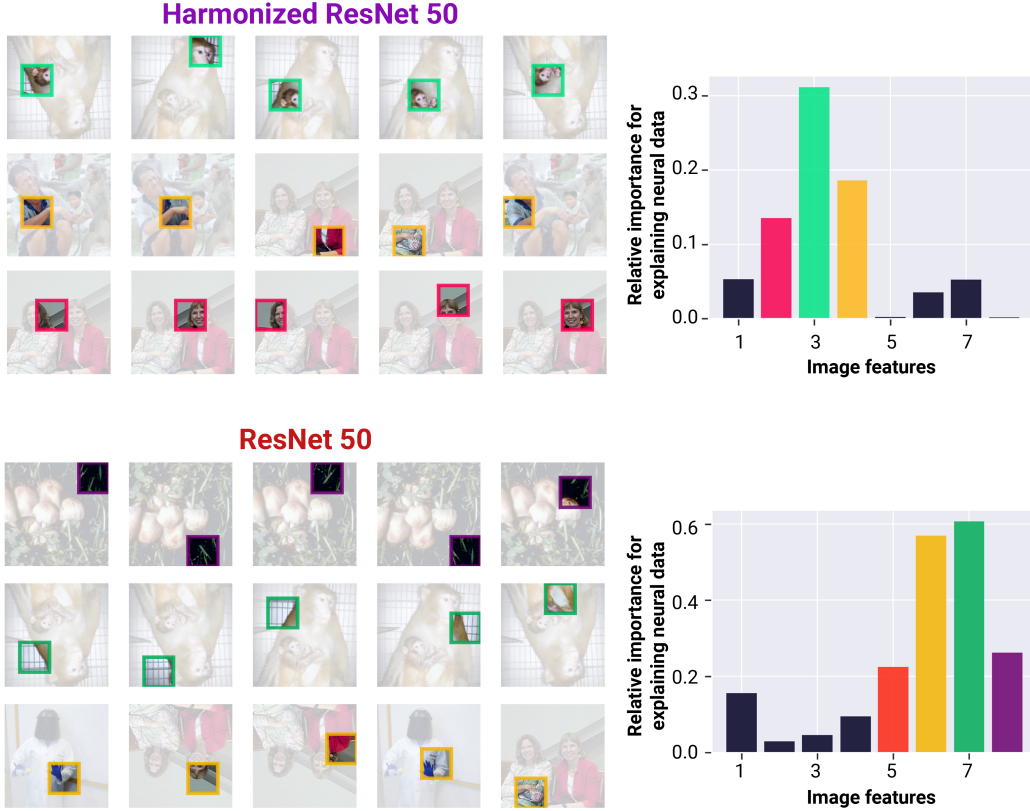 Harmonized ResNet 50
Relative importance for
explaining neural data
0.3
0.2
0.1
0.0
1 3 5 7
Image features
ResNet 50
Relative importance for
explaining neural data
0.6
0.4
0.2
0.0
1 3 5 7
Image features